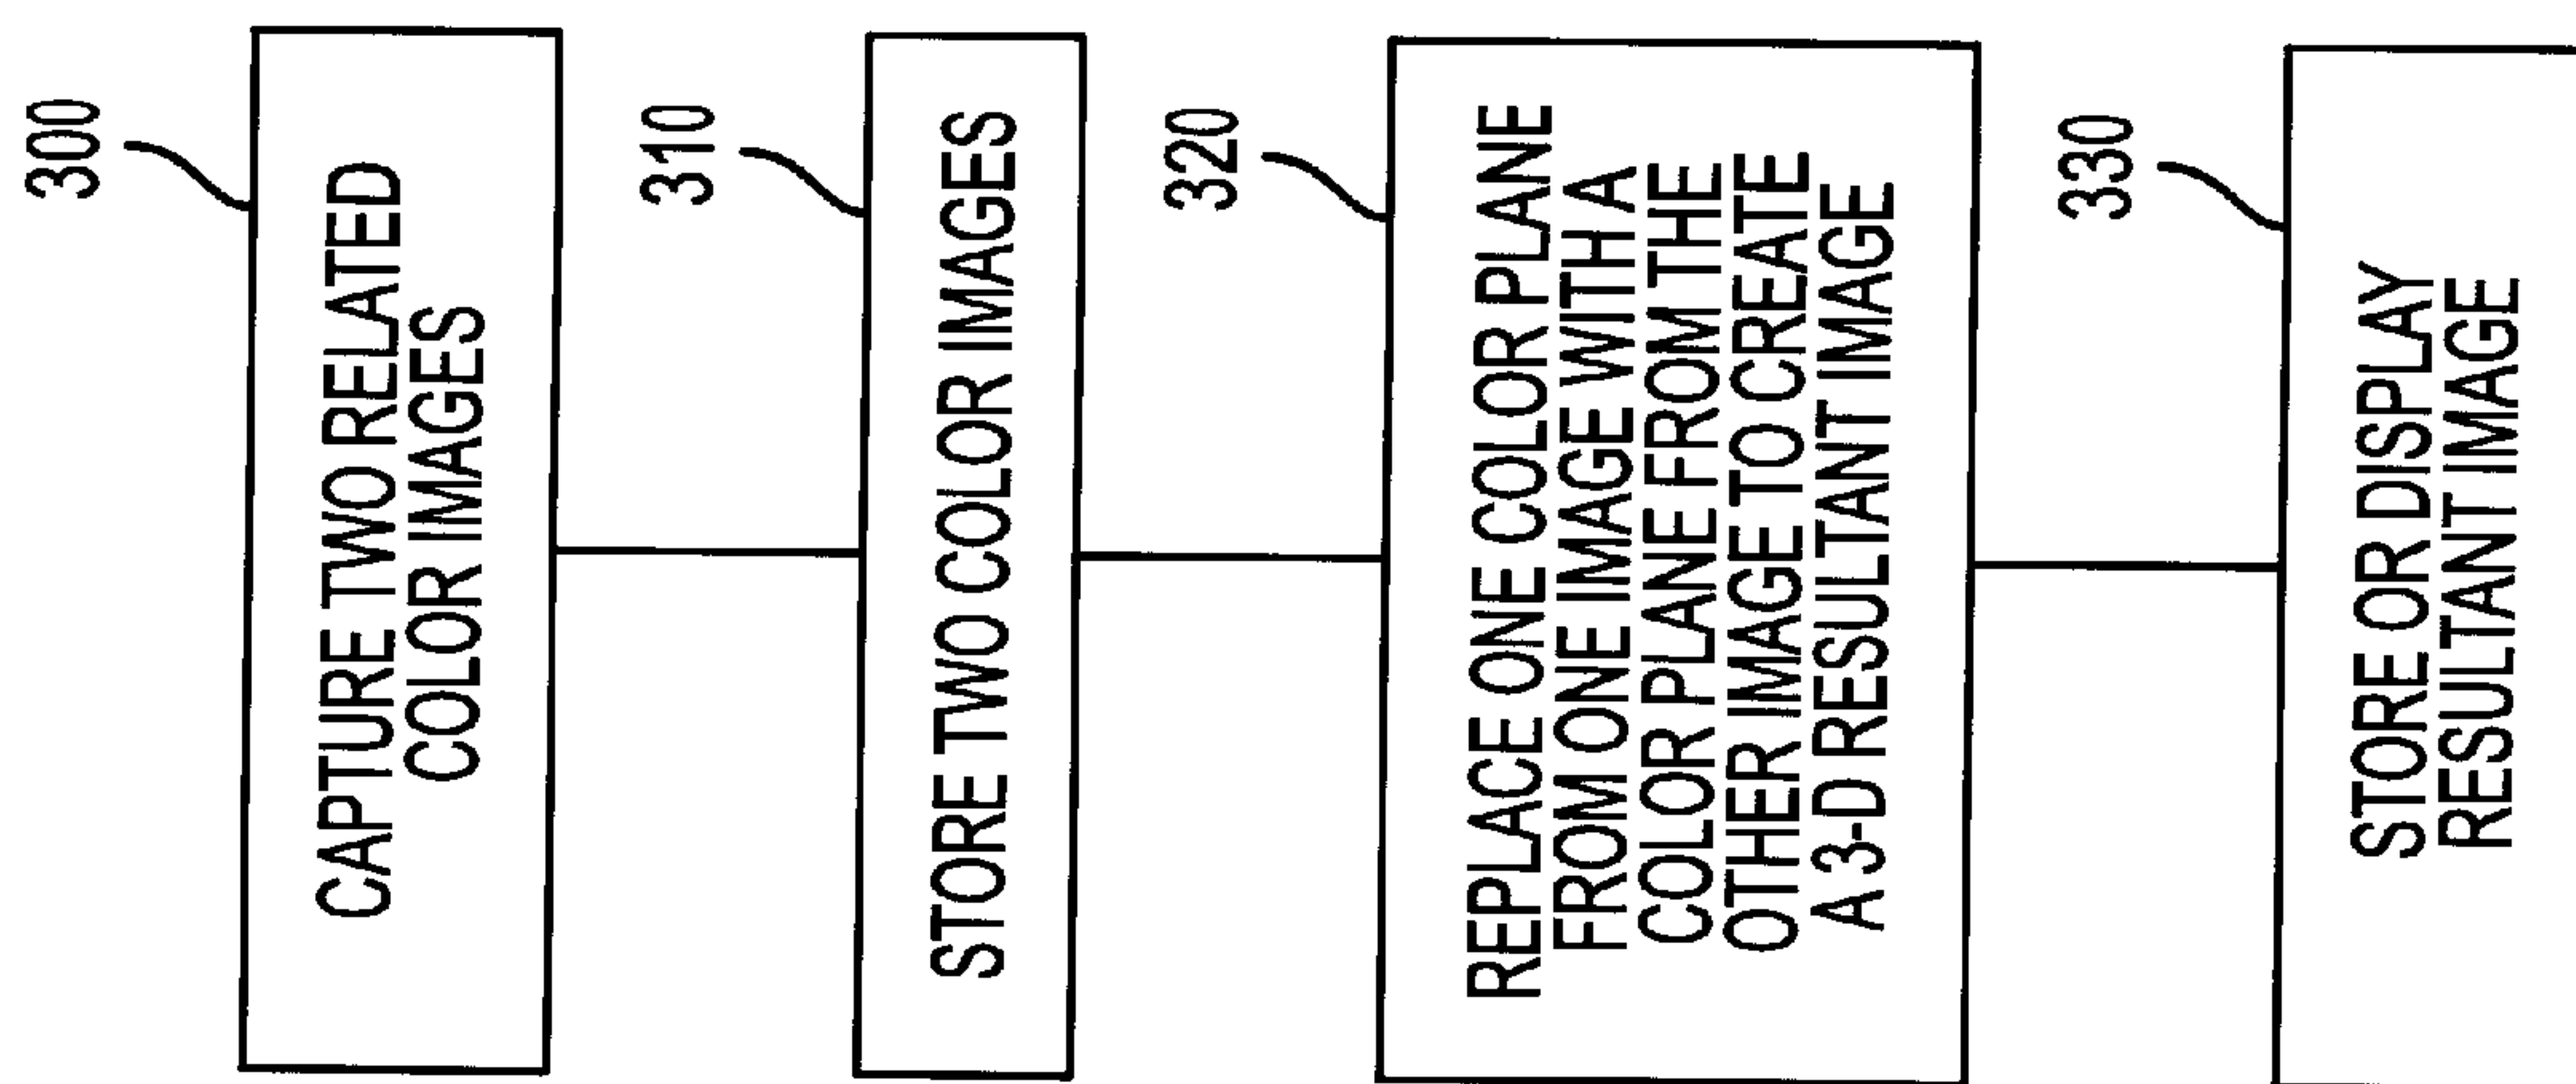 300
CAPTURE TWO RELATED
COLOR IMAGES
310
STORE TWO COLOR IMAGES
320
REPLACE ONE COLOR PLANE
FROM ONE IMAGE WITH A
COLOR PLANE FROM THE
OTHER IMAGE TO CREATE
A 3-D RESULTANT IMAGE
330
STORE OR DISPLAY
RESULTANT IMAGE